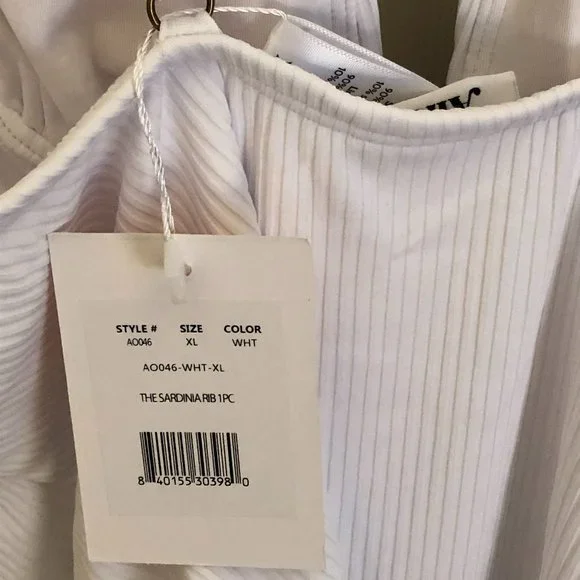 STYLE # SIZE COLOR
AO046 XL WHT
AO046-WHT-XL
THE SARDINIA RIB 1PC
8 40155 30398 0